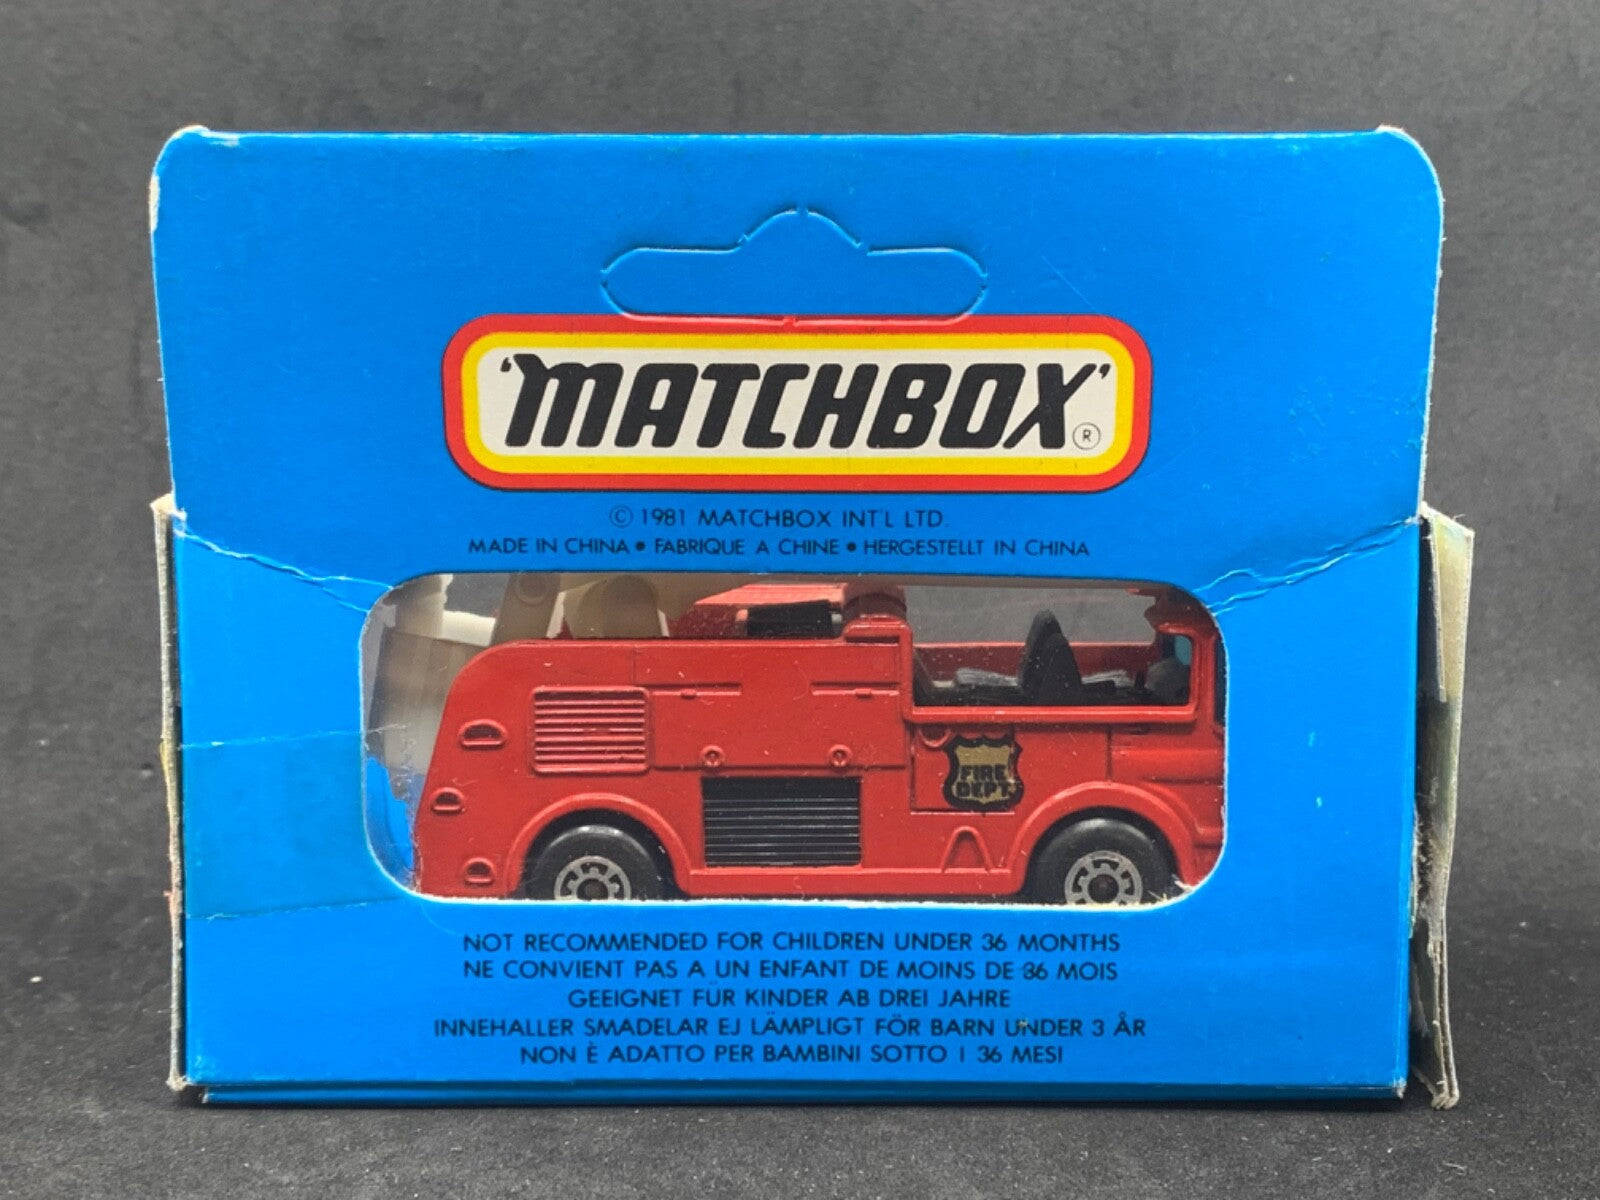 'MATCHBOX'®
© 1981 MATCHBOX INT'L LTD.
MADE IN CHINA • FABRIQUE A CHINE • HERGESTELLT IN CHINA
FIRE
DEPT.
NOT RECOMMENDED FOR CHILDREN UNDER 36 MONTHS
NE CONVIENT PAS A UN ENFANT DE MOINS DE 36 MOIS
GEEIGNET FÜR KINDER AB DREI JAHRE
INNEHALLER SMADELAR EJ LÄMPLIGT FÖR BARN UNDER 3 ÅR
NON È ADATTO PER BAMBINI SOTTO I 36 MESI